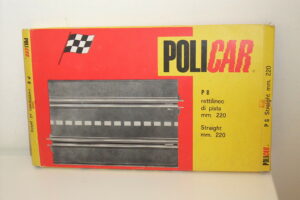 POLICAR
P 8
rettilineo
di pista
mm. 220
Straight
mm. 220
P 8 Straight mm. 220
POLICAR